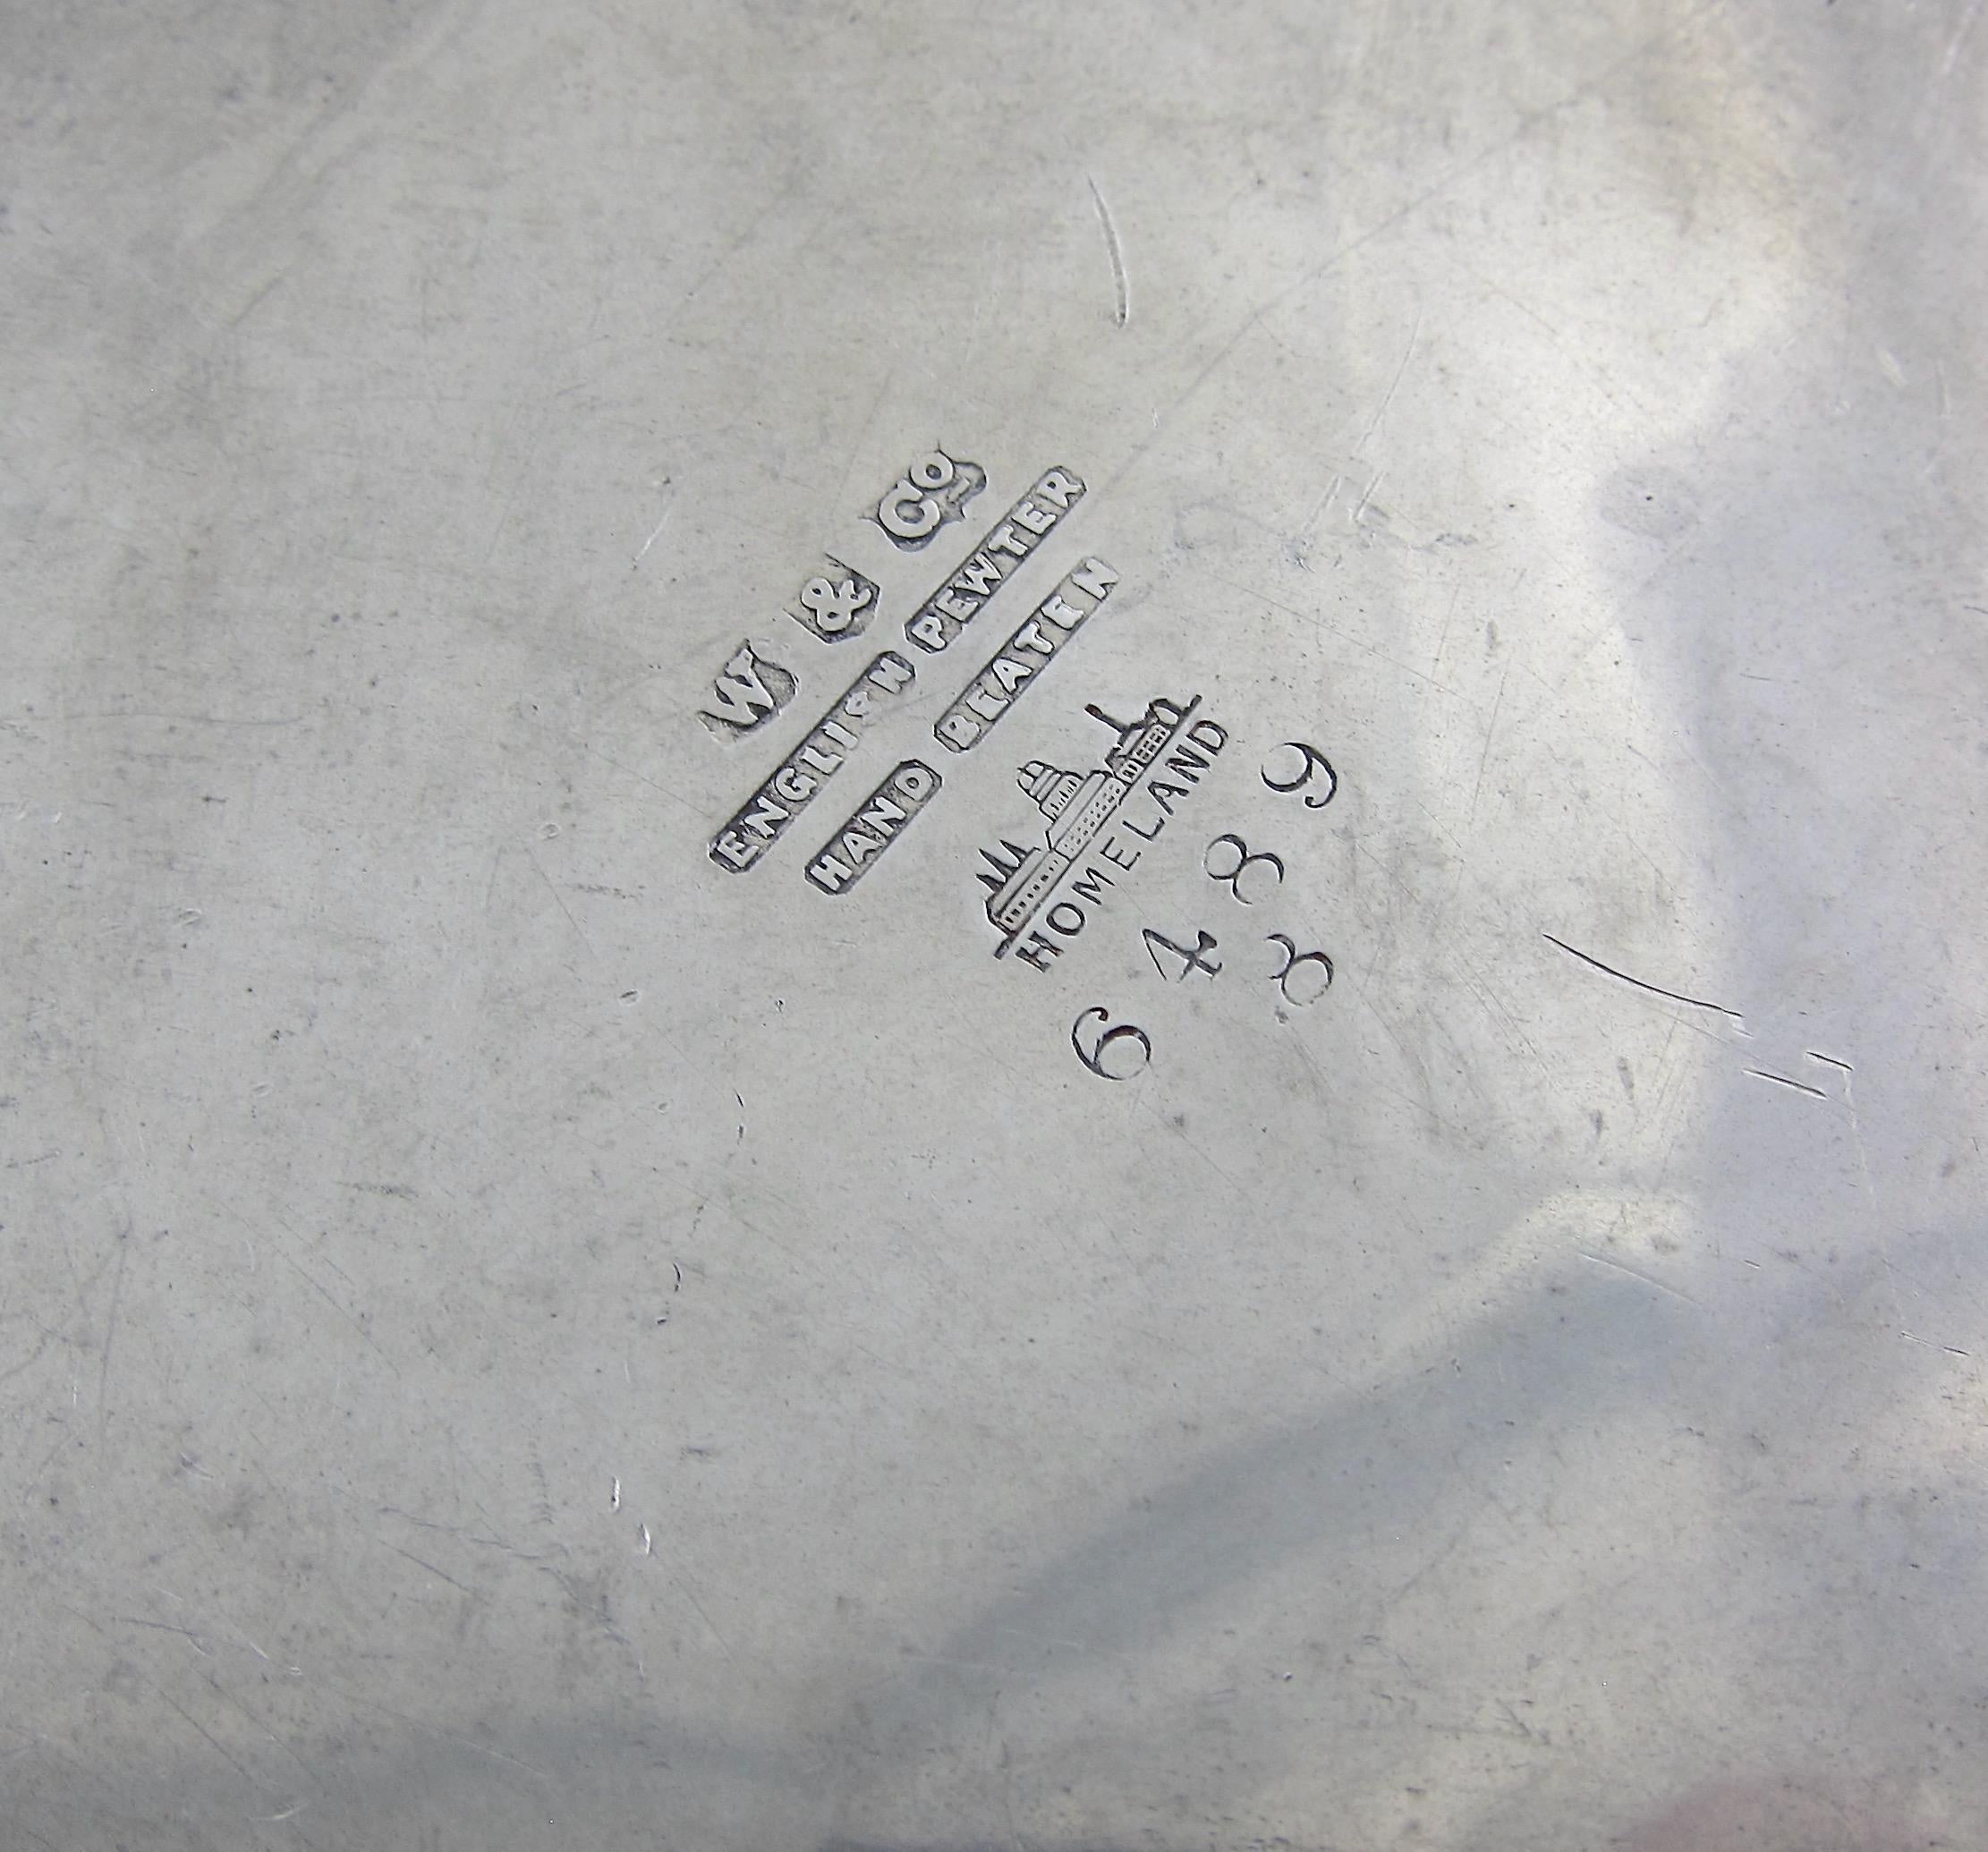 W & Co
ENGLISH PEWTER
HAND BEATEN
HOMELAND
6489
8